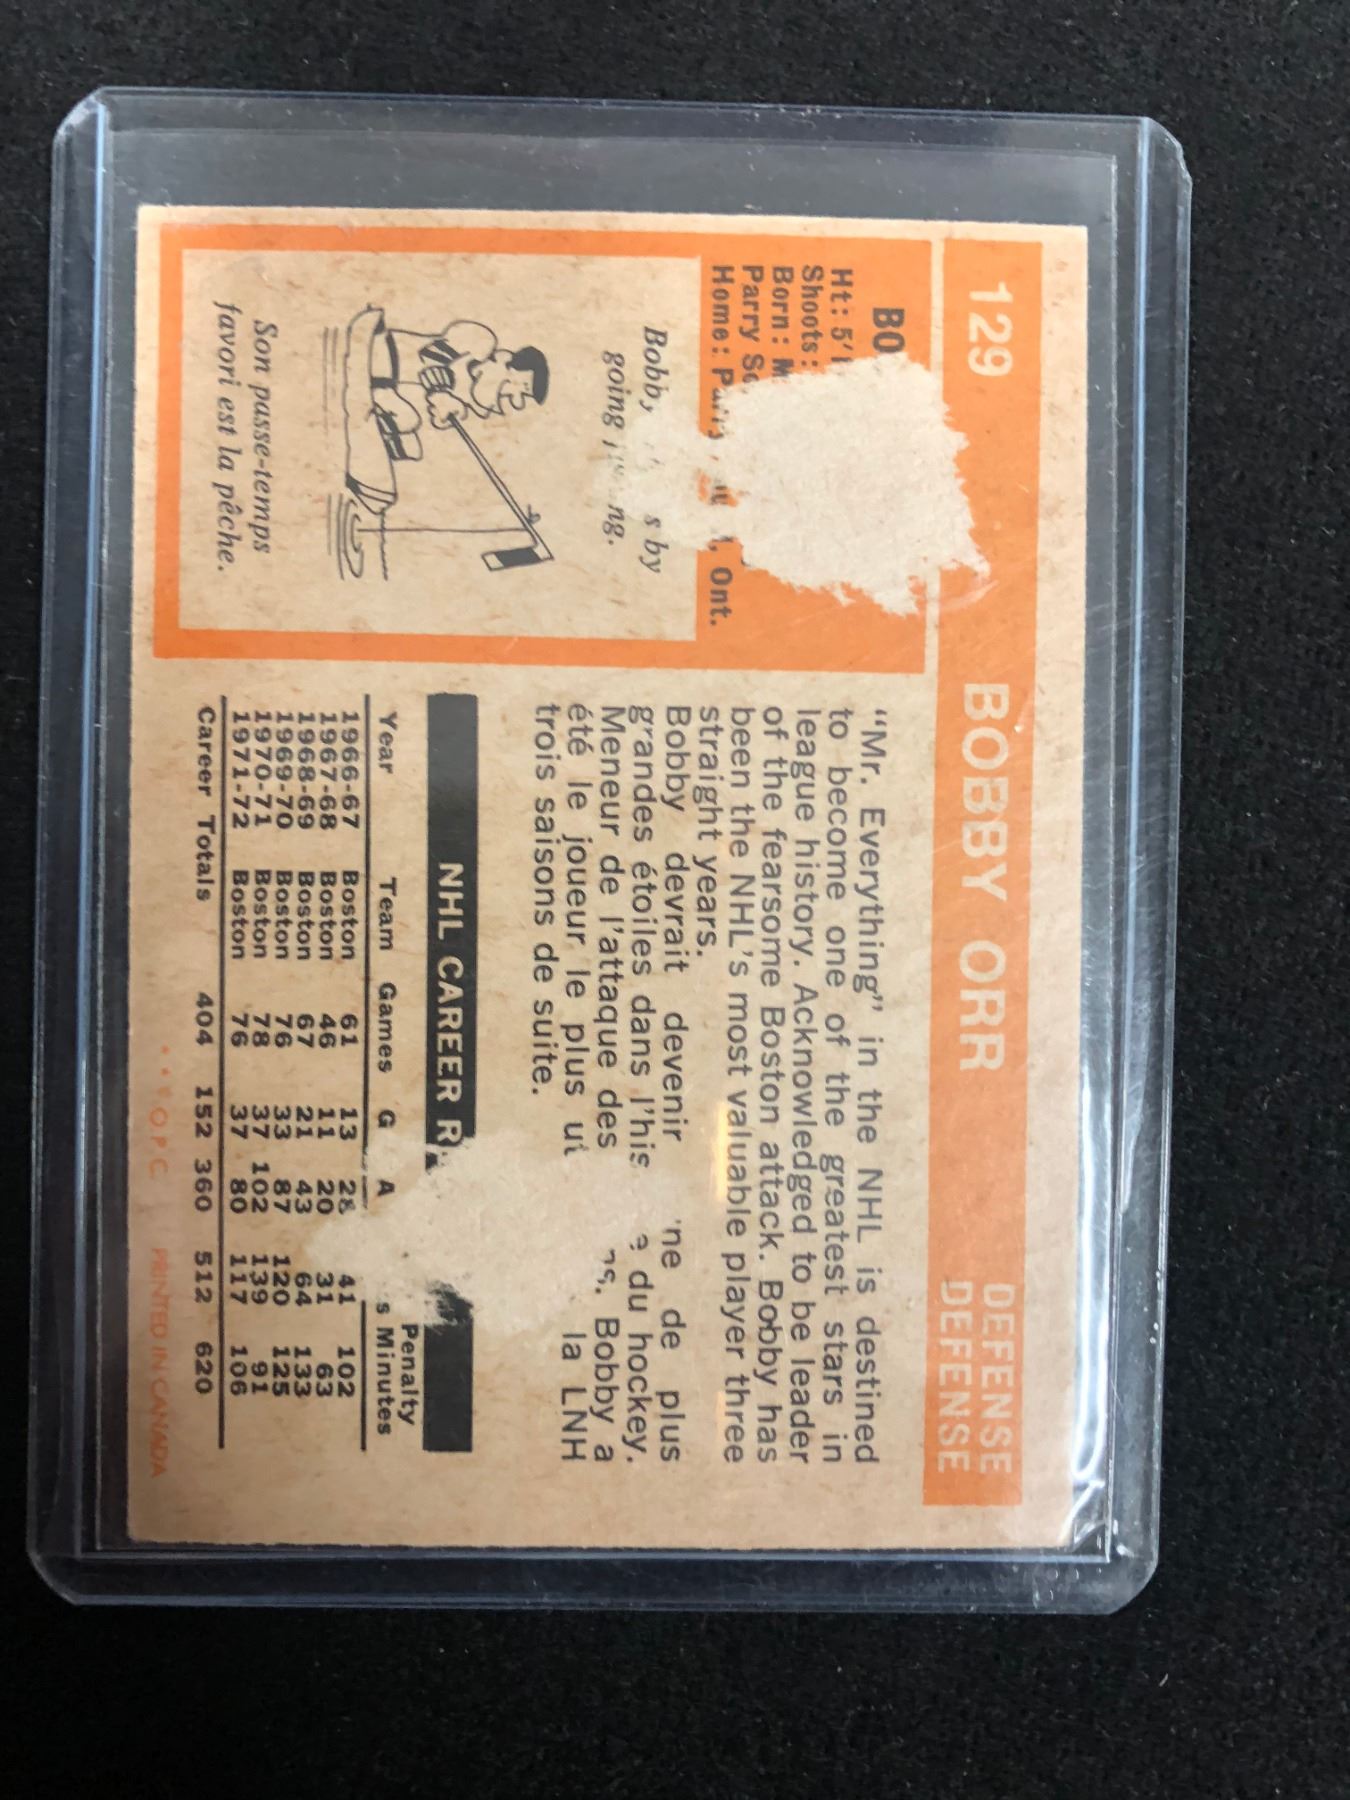 129 BOBBY ORR DEFENSE
DEFENSE
Ht:
Shoots:
Born:
Parry
Home: Ont.
by
going
Son passe-temps
favori est la pêche.
"Mr. Everything" in the NHL is destined
to become one of the greatest stars in
league history. Acknowledged to be leader
of the fearsome Boston attack. Bobby has
been the NHL's most valuable player three
straight years.
Bobby devrait devenir de plus
grandes étoiles dans du hockey.
Meneur de l'attaque des Bobby a
été le joueur le plus la LNH
trois saisons de suite.
NHL CAREER
Year Team Games G A Penalty
Minutes
1966-67 Boston 61 13 28 41 102
1967-68 Boston 46 11 20 31 63
1968-69 Boston 67 21 43 64 133
1969-70 Boston 76 33 87 120 125
1970-71 Boston 78 37 102 139 91
1971-72 Boston 76 37 80 117 106
Career Totals 404 152 360 512 620
O.P.C. PRINTED IN CANADA